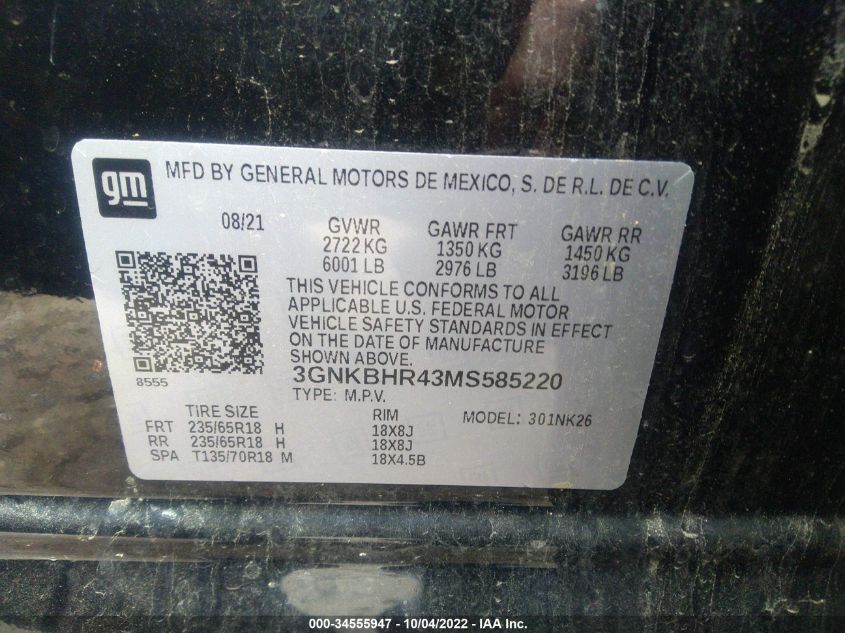 gm
MFD BY GENERAL MOTORS DE MEXICO, S. DE R.L. DE C.V.
08/21 GVWR GAWR FRT GAWR RR
2722 KG 1350 KG 1450 KG
6001 LB 2976 LB 3196 LB
THIS VEHICLE CONFORMS TO ALL
APPLICABLE U.S. FEDERAL MOTOR
VEHICLE SAFETY STANDARDS IN EFFECT
ON THE DATE OF MANUFACTURE
SHOWN ABOVE.
8555
3GNKBHR43MS585220
TYPE: M.P.V.
TIRE SIZE RIM MODEL: 301NK26
FRT 235/65R18 H 18X8J
RR 235/65R18 H 18X8J
SPA T135/70R18 M 18X4.5B
000-34555947 - 10/04/2022 - © IAA Inc.